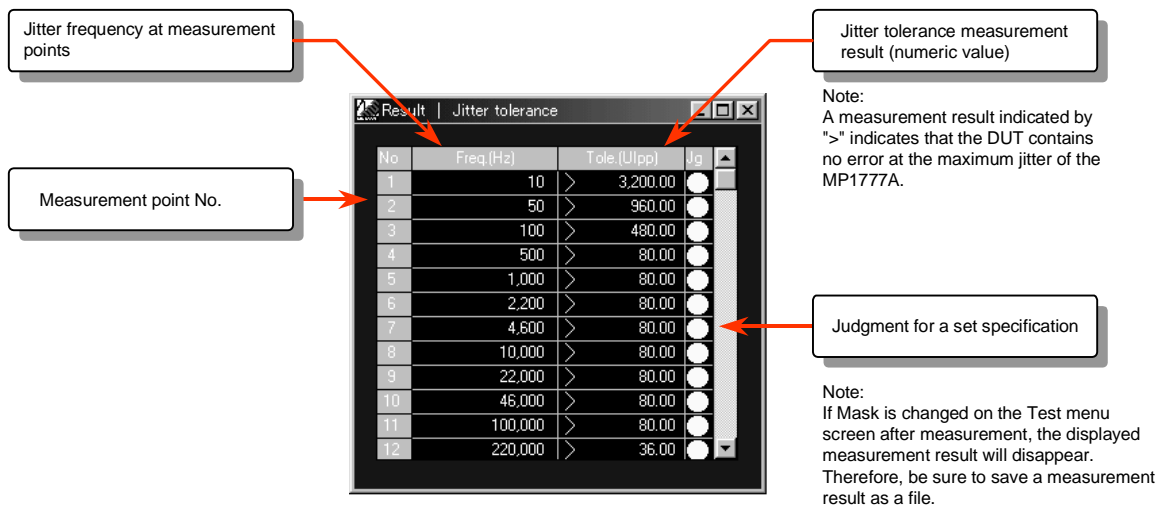 Jitter frequency at measurement
points
Jitter tolerance measurement
result (numeric value)
Note:
A measurement result indicated by
">" indicates that the DUT contains
no error at the maximum jitter of the
MP1777A.
Measurement point No.
Result | Jitter tolerance
No Freq.(Hz) Tole.(UIpp) Jg
1 10 > 3,200.00
2 50 > 960.00
3 100 > 480.00
4 500 > 80.00
5 1,000 > 80.00
6 2,200 > 80.00
7 4,600 > 80.00
8 10,000 > 80.00
9 22,000 > 80.00
10 46,000 > 80.00
11 100,000 > 80.00
12 220,000 > 36.00
Judgment for a set specification
Note:
If Mask is changed on the Test menu
screen after measurement, the displayed
measurement result will disappear.
Therefore, be sure to save a measurement
result as a file.